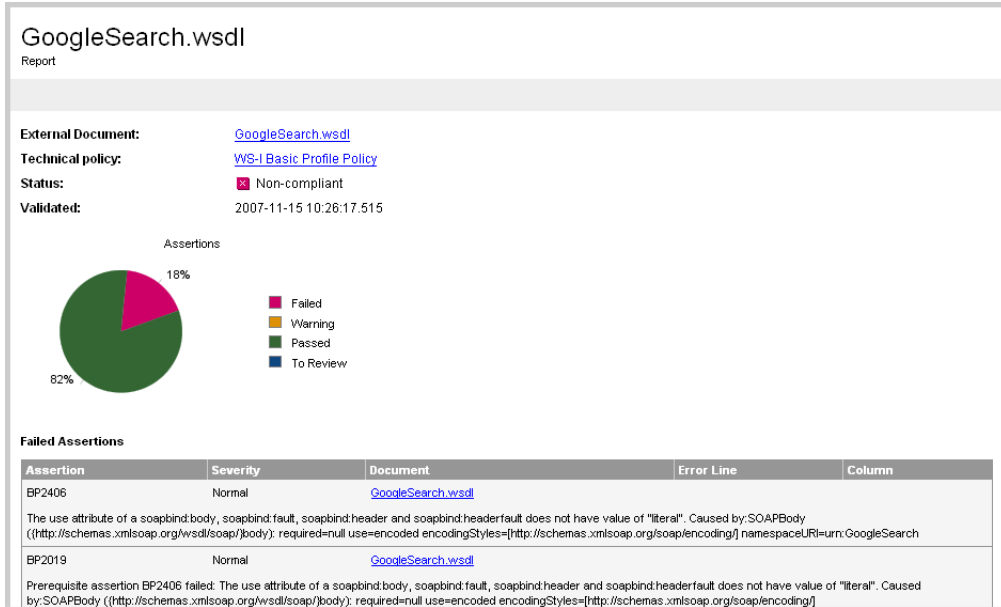 GoogleSearch.wsdl
Report
External Document: GoogleSearch.wsdl
Technical policy: WS-I Basic Profile Policy
Status: Non-compliant
Validated: 2007-11-15 10:26:17.515
Assertions
18%
82%
Failed
Warning
Passed
To Review
Failed Assertions
Assertion Severity Document Error Line Column
BP2406 Normal GoogleSearch.wsdl
The use attribute of a soapbind:body, soapbind:fault, soapbind:header and soapbind:headerfault does not have value of "literal". Caused by:SOAPBody
({http://schemas.xmlsoap.org/wsdl/soap/}body): required=null use=encoded encodingStyles=[http://schemas.xmlsoap.org/soap/encoding/] namespaceURI=urn:GoogleSearch
BP2019 Normal GoogleSearch.wsdl
Prerequisite assertion BP2406 failed: The use attribute of a soapbind:body, soapbind:fault, soapbind:header and soapbind:headerfault does not have value of "literal". Caused
by:SOAPBody ({http://schemas.xmlsoap.org/wsdl/soap/}body): required=null use=encoded encodingStyles=[http://schemas.xmlsoap.org/soap/encoding/]